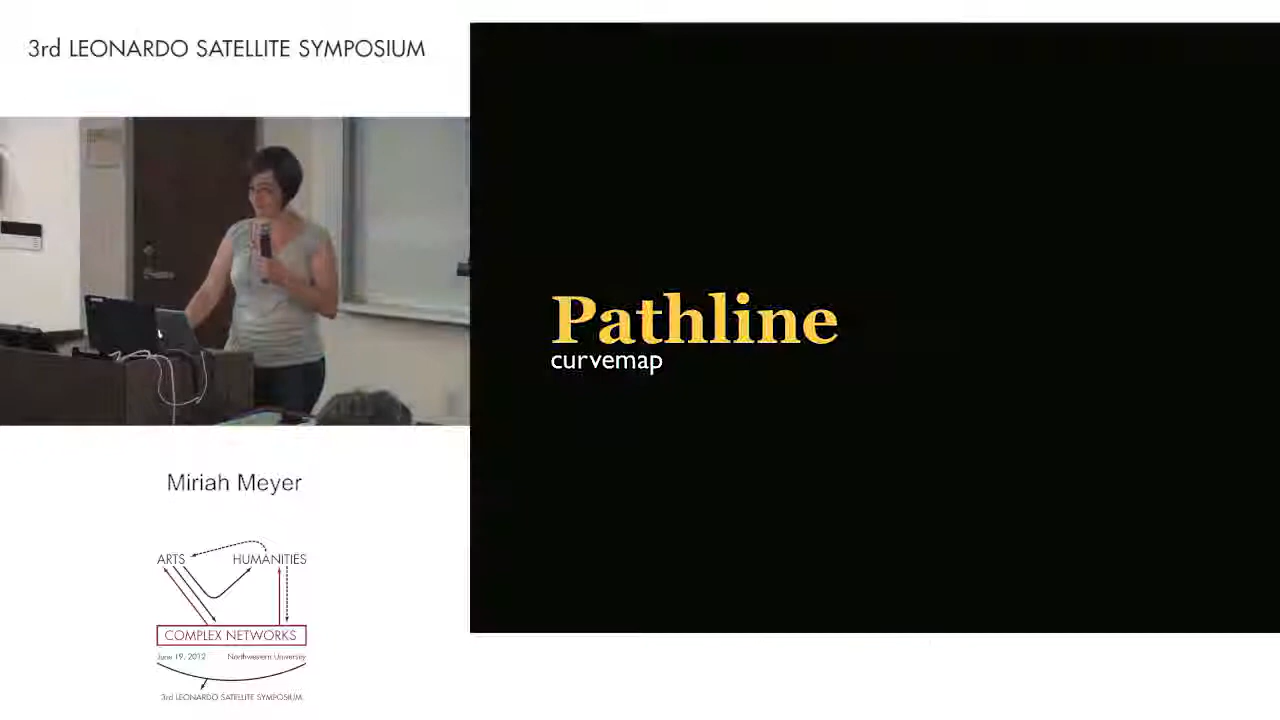 3rd LEONARDO SATELLITE SYMPOSIUM
Pathline
curvemap
Miriah Meyer
ARTS
HUMANITIES
COMPLEX NETWORKS
June 19, 2012 Northwestern University
3rd LEONARDO SATELLITE SYMPOSIUM